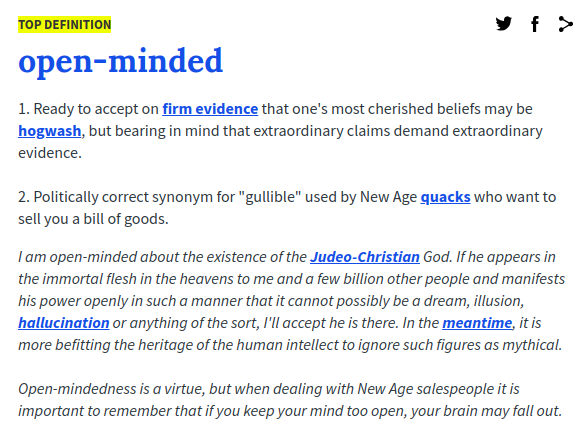 TOP DEFINITION
open-minded
1. Ready to accept on firm evidence that one's most cherished beliefs may be
hogwash, but bearing in mind that extraordinary claims demand extraordinary
evidence.
2. Politically correct synonym for "gullible" used by New Age quacks who want to
sell you a bill of goods.
I am open-minded about the existence of the Judeo-Christian God. If he appears in
the immortal flesh in the heavens to me and a few billion other people and manifests
his power openly in such a manner that it cannot possibly be a dream, illusion,
hallucination or anything of the sort, I'll accept he is there. In the meantime, it is
more befitting the heritage of the human intellect to ignore such figures as mythical.
Open-mindedness is a virtue, but when dealing with New Age salespeople it is
important to remember that if you keep your mind too open, your brain may fall out.